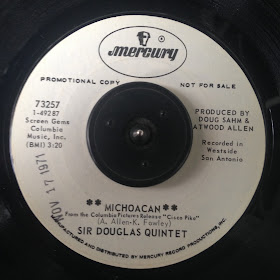 mercury
PROMOTIONAL COPY
NOT FOR SALE
73257
1-49287
Screen Gems
Columbia
Music, Inc.
(BMI) 3:20
PRODUCED BY
DOUG SAHM &
ATWOOD ALLEN
Recorded in
Westside
San Antonio
NOV 17 1971
** MICHOACAN **
From the Columbia Pictures Release "Cisco Pike"
(A. Allen-K. Fowley)
SIR DOUGLAS QUINTET
MANUFACTURED AND DISTRIBUTED BY MERCURY RECORD PRODUCTIONS, INC.